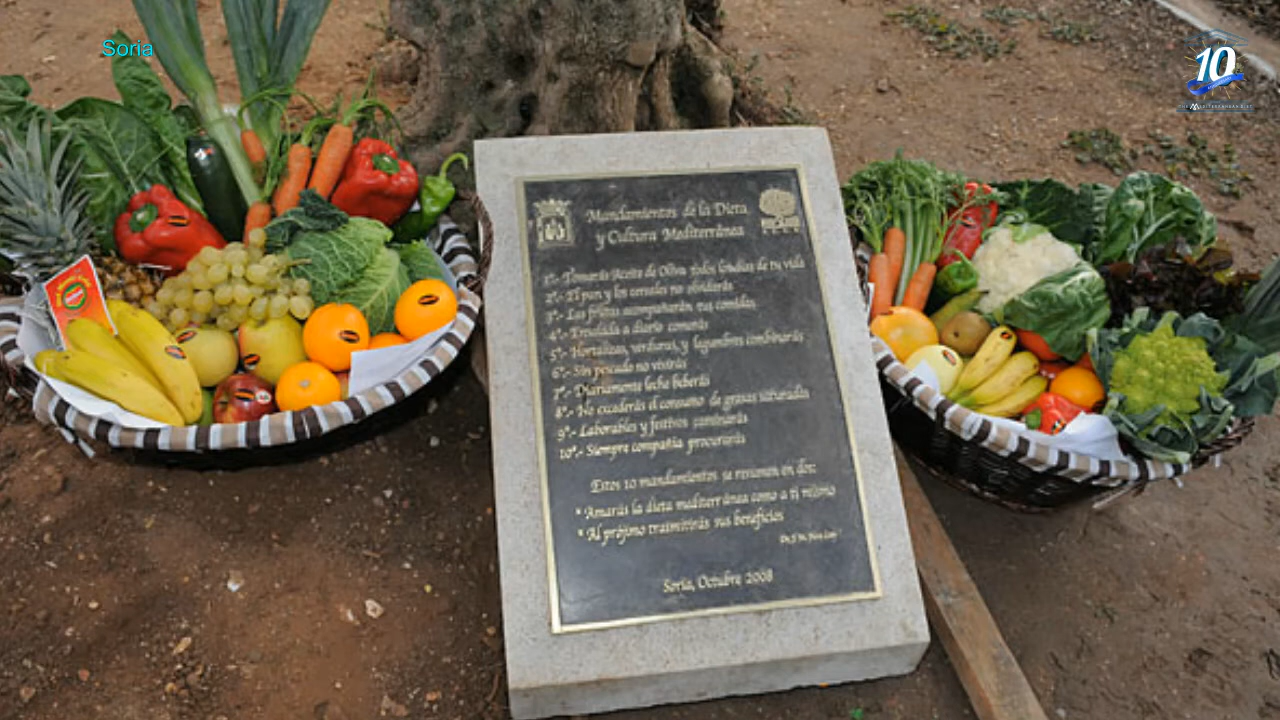 Soria
10
Mandamientos de la Dieta
y Cultura Mediterránea
1º.- Tomarás Aceite de Oliva todos los días de tu vida
2º.- El pan y los cereales no olvidarás
3º.- Las frutas acompañarán tus comidas
4º.- Ensalada a diario comerás
5º.- Hortalizas, verduras, y legumbres combinarás
6º.- Sin pescado no vivirás
7º.- Diariamente leche beberás
8º.- No excederás el consumo de grasas saturadas
9º.- Laborables y festivos caminarás
10º.- Siempre compañía procurarás
Estos 10 mandamientos se resumen en dos:
* Amarás la dieta mediterránea como a ti mismo
* Al prójimo trasmitirás sus beneficios
Soria, Octubre 2008